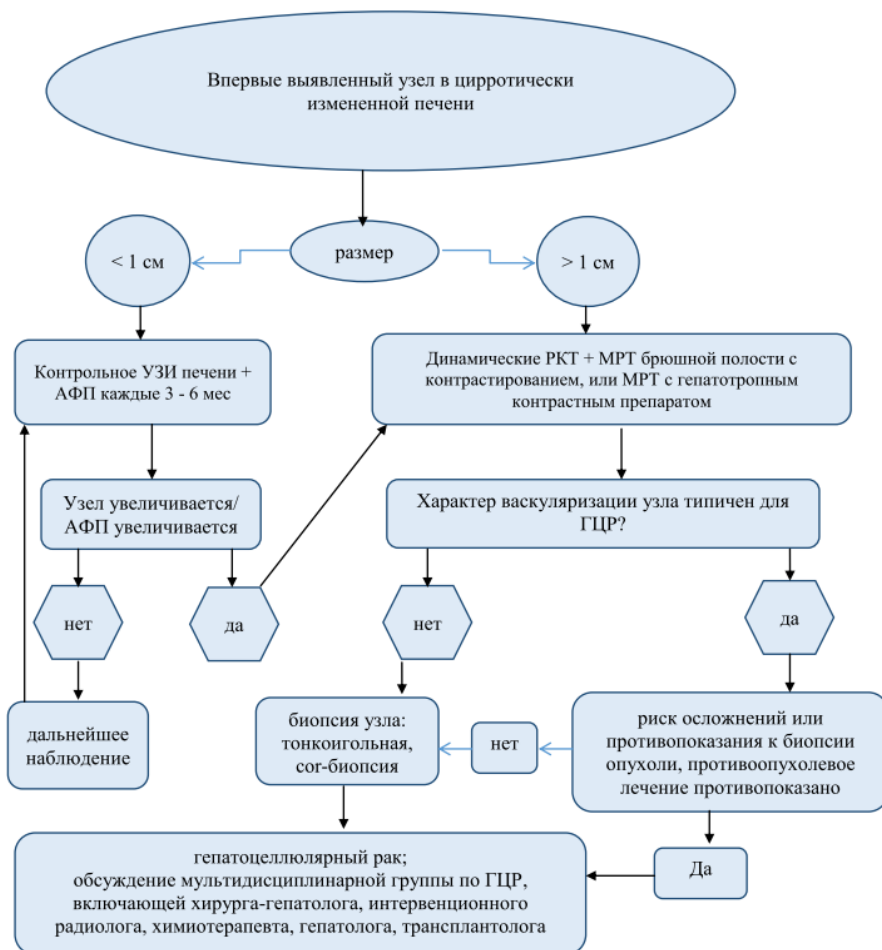 Впервые выявленный узел в цирротически
измененной печени
размер
< 1 см
> 1 см
Контрольное УЗИ печени +
АФП каждые 3 - 6 мес
Динамические РКТ + МРТ брюшной полости с
контрастированием, или МРТ с гепатотропным
контрастным препаратом
Узел увеличивается/
АФП увеличивается
Характер васкуляризации узла типичен для
ГЦР?
нет
да
нет
да
дальнейшее
наблюдение
биопсия узла:
тонкоигольная,
cor-биопсия
нет
риск осложнений или
противопоказания к биопсии
опухоли, противоопухолевое
лечение противопоказано
Да
гепатоцеллюлярный рак;
обсуждение мультидисциплинарной группы по ГЦР,
включающей хирурга-гепатолога, интервенционного
радиолога, химиотерапевта, гепатолога, трансплантолога